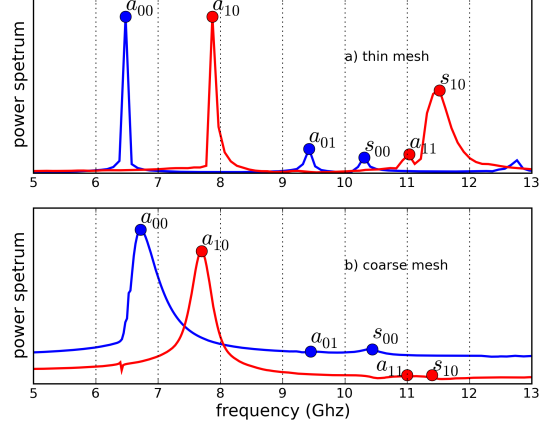 a₀₀ a₁₀
a) thin mesh
s₁₀
a₀₁ s₀₀ a₁₁
power spetrum
5 6 7 8 9 10 11 12 13
a₀₀ a₁₀
b) coarse mesh
a₀₁ s₀₀ a₁₁ s₁₀
power spetrum
5 6 7 8 9 10 11 12 13
frequency (Ghz)